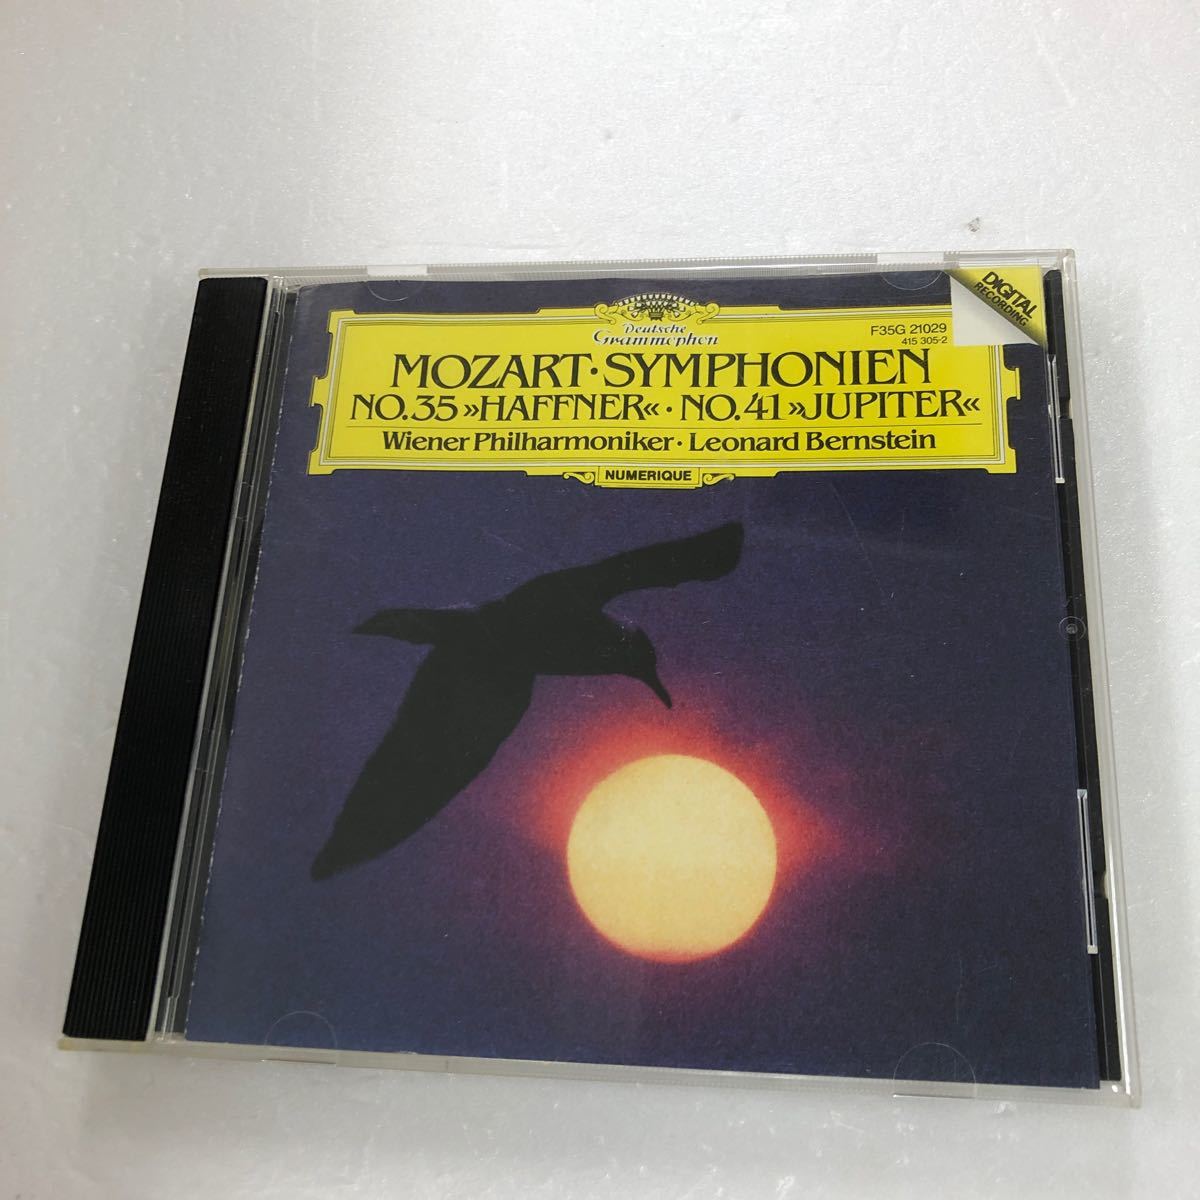 DIGITAL
RECORDING
Deutsche
Grammophon
F35G 21029
415 305-2
MOZART·SYMPHONIEN
NO.35 »HAFFNER«·NO.41 »JUPITER«
Wiener Philharmoniker·Leonard Bernstein
NUMERIQUE